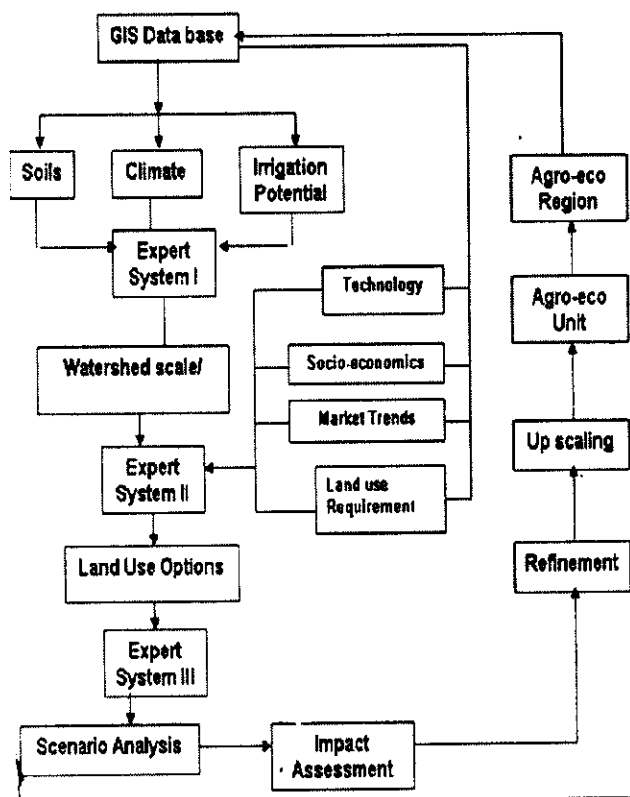 GIS Data base
Soils
Climate
Irrigation
Potential
Expert
System I
Watershed scale/
Expert
System II
Land Use Options
Expert
System III
Scenario Analysis
Impact
Assessment
Technology
Socio-economics
Market Trends
Land use
Requirement
Agro-eco
Region
Agro-eco
Unit
Up scaling
Refinement